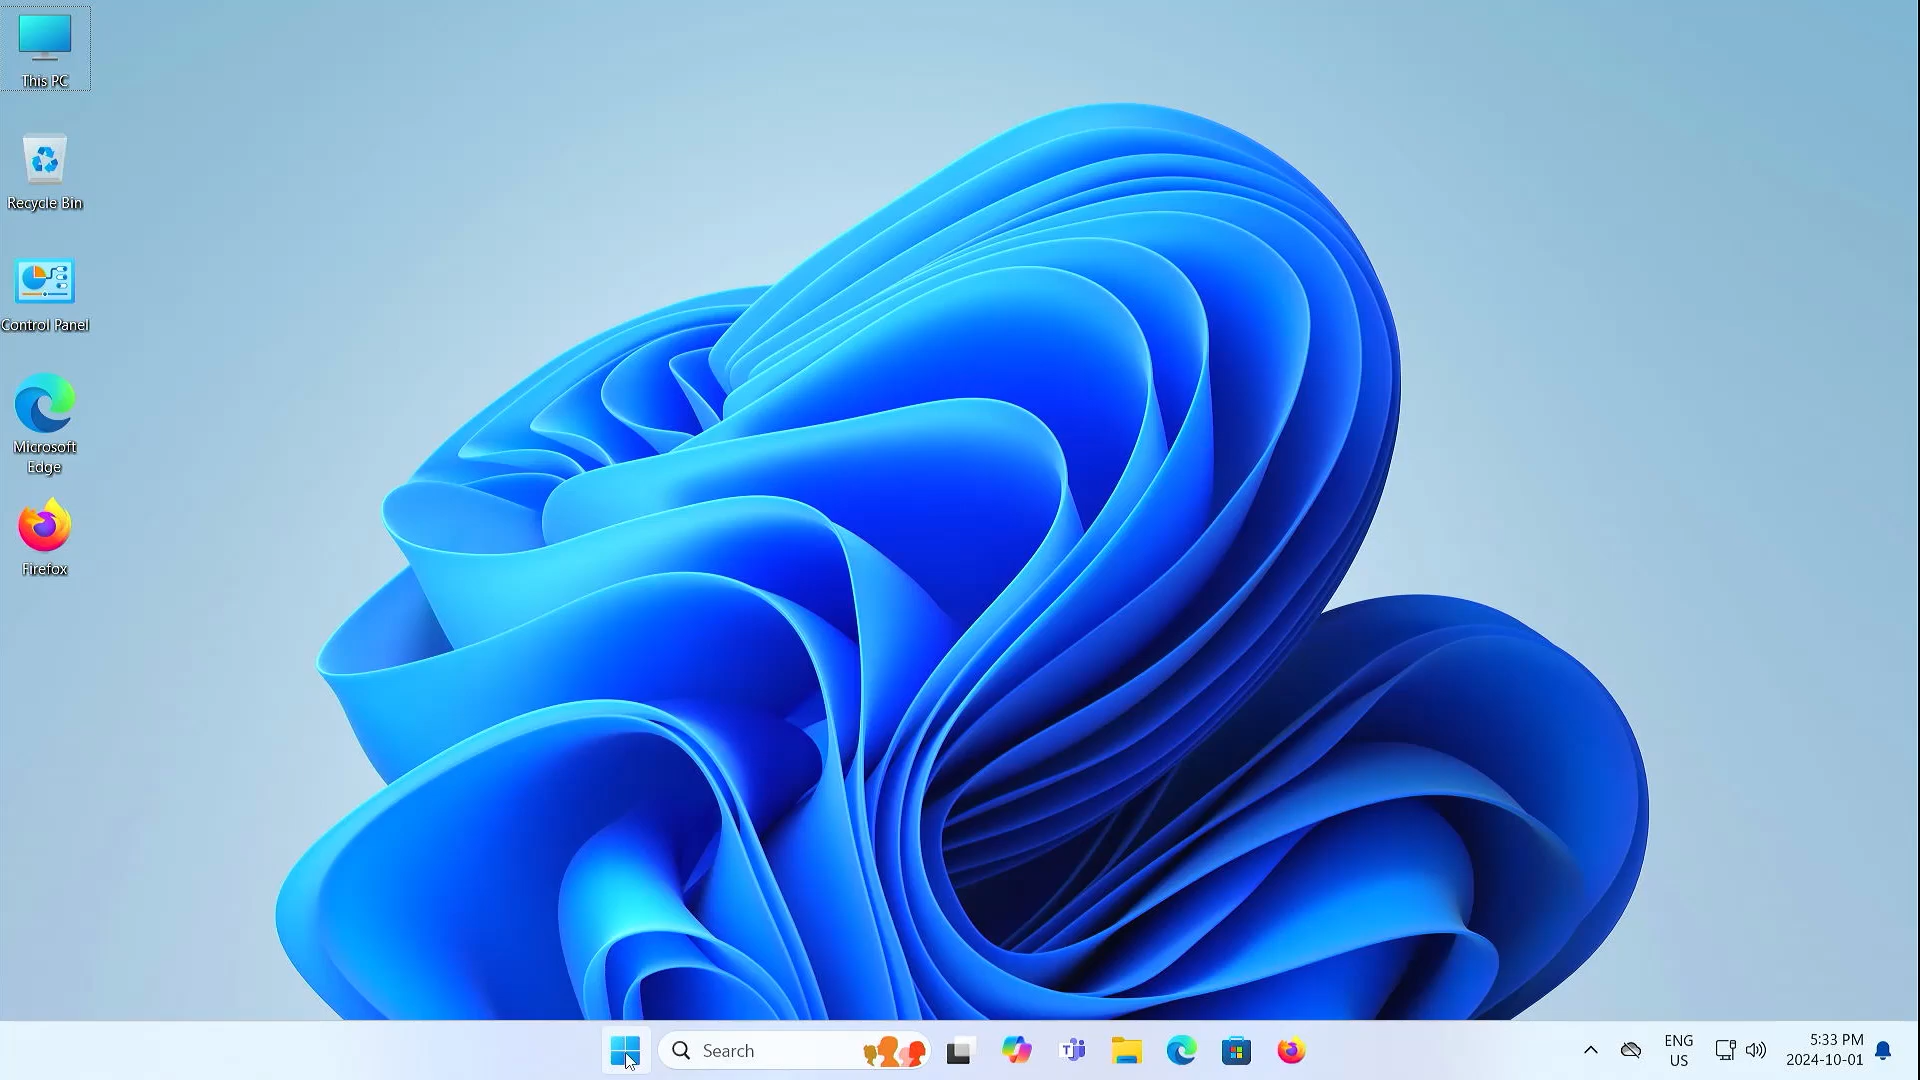 This PC
Recycle Bin
Control Panel
Microsoft
Edge
Firefox
Search
ENG
US
5:33 PM
2024-10-01